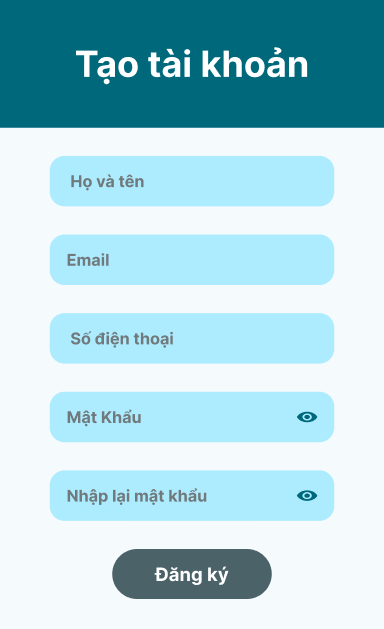 Tạo tài khoản
Họ và tên
Email
Số điện thoại
Mật Khẩu
Nhập lại mật khẩu
Đăng ký